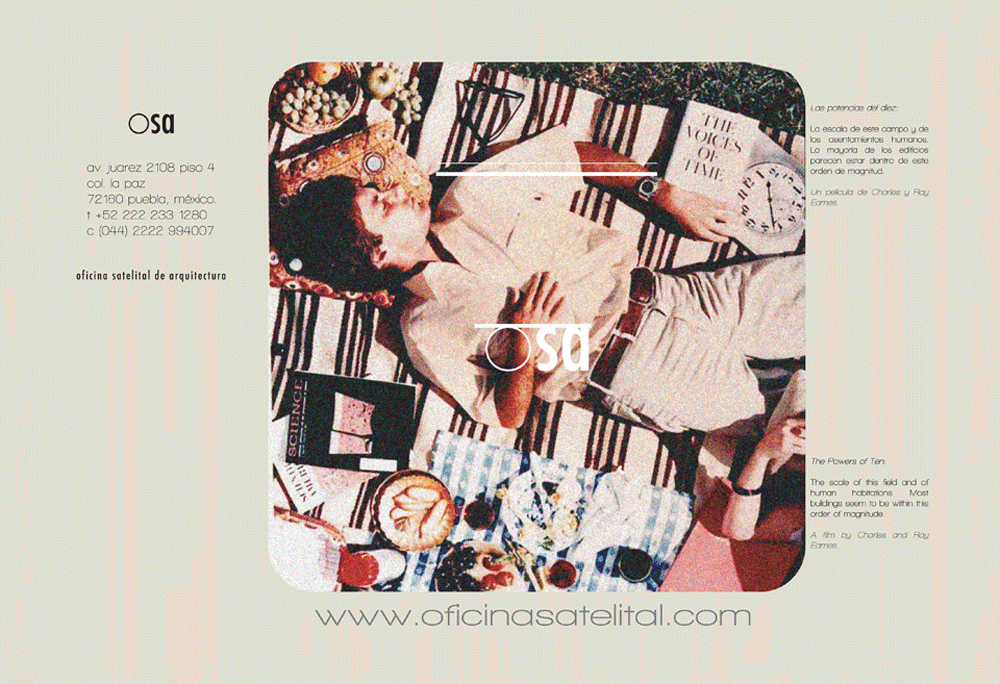 osa
av. juarez 2108 piso 4
col. la paz
72160 puebla, méxico.
t +52 222 233 1280
c (044) 2222 994007
oficina satelital de arquitectura
THE
VOICES
OF
TIME
osa
SCIENCE
Las potencias del diez:
La escala de este campo y de
los asentamientos humanos.
La mayoría de los edificios
parecen estar dentro de este
orden de magnitud.
Un película de Charles y Ray
Eames.
The Powers of Ten:
The scale of this field and of
human habitations. Most
buildings seem to be within this
order of magnitude.
A film by Charles and Ray
Eames.
www.oficinasatelital.com